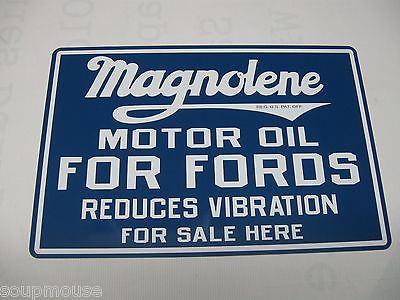 Magnolene
REG. U.S. PAT. OFF.
MOTOR OIL
FOR FORDS
REDUCES VIBRATION
FOR SALE HERE
soupmouse